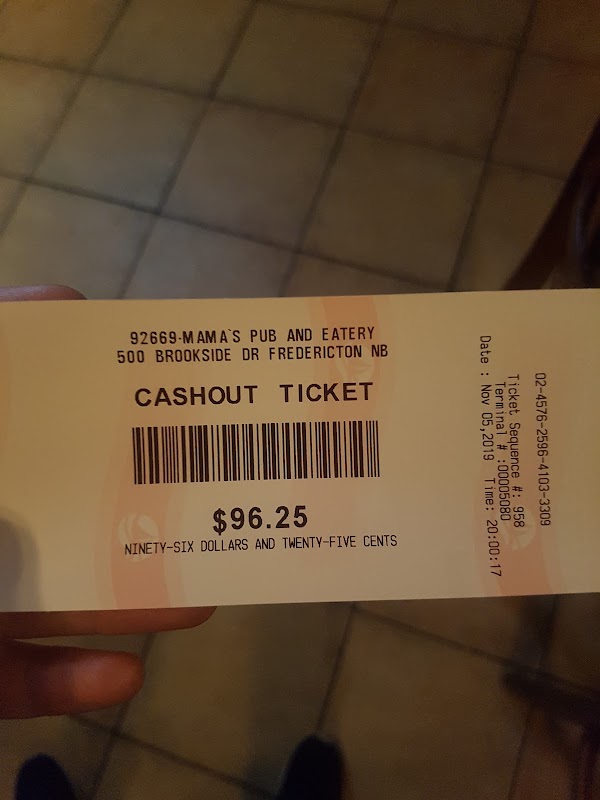 92669-MAMA`S PUB AND EATERY
500 BROOKSIDE DR FREDERICTON NB
CASHOUT TICKET
$96.25
NINETY-SIX DOLLARS AND TWENTY-FIVE CENTS
02-4576-2596-4103-3309
Ticket Sequence #: 958
Terminal # :00005080
Date : Nov 05,2019 Time: 20:00:17